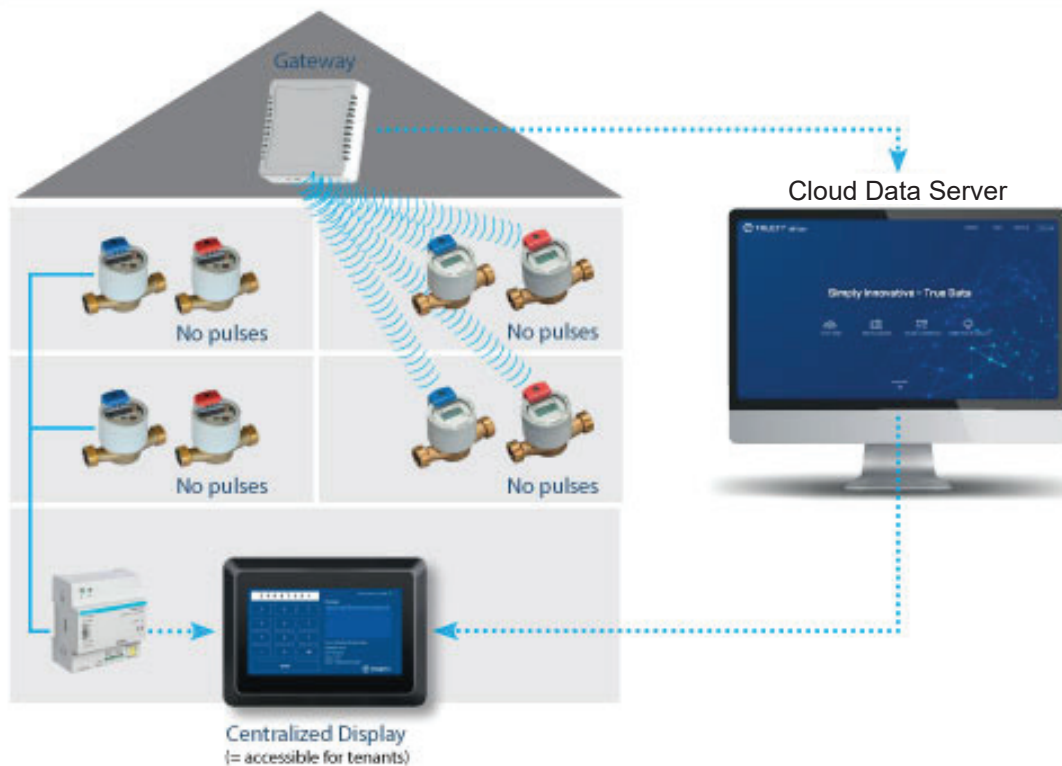 Gateway
Cloud Data Server
Simply Innovative - True Data
No pulses
No pulses
No pulses
No pulses
Centralized Display
(= accessible for tenants)